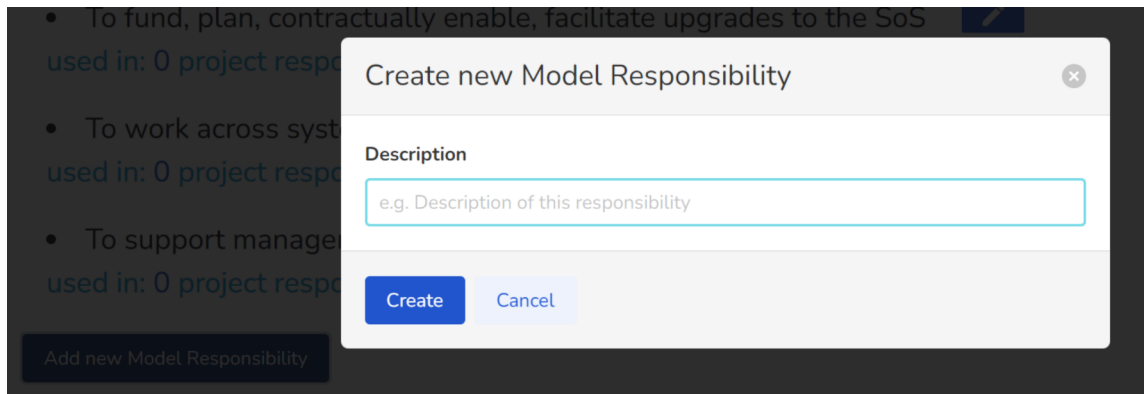 • To fund, plan, contractually enable, facilitate upgrades to the SoS
used in: 0 project respo
Create new Model Responsibility
• To work across syst
used in: 0 project respo
Description
e.g. Description of this responsibility
• To support manage
used in: 0 project respo
Create
Cancel
Add new Model Responsibility